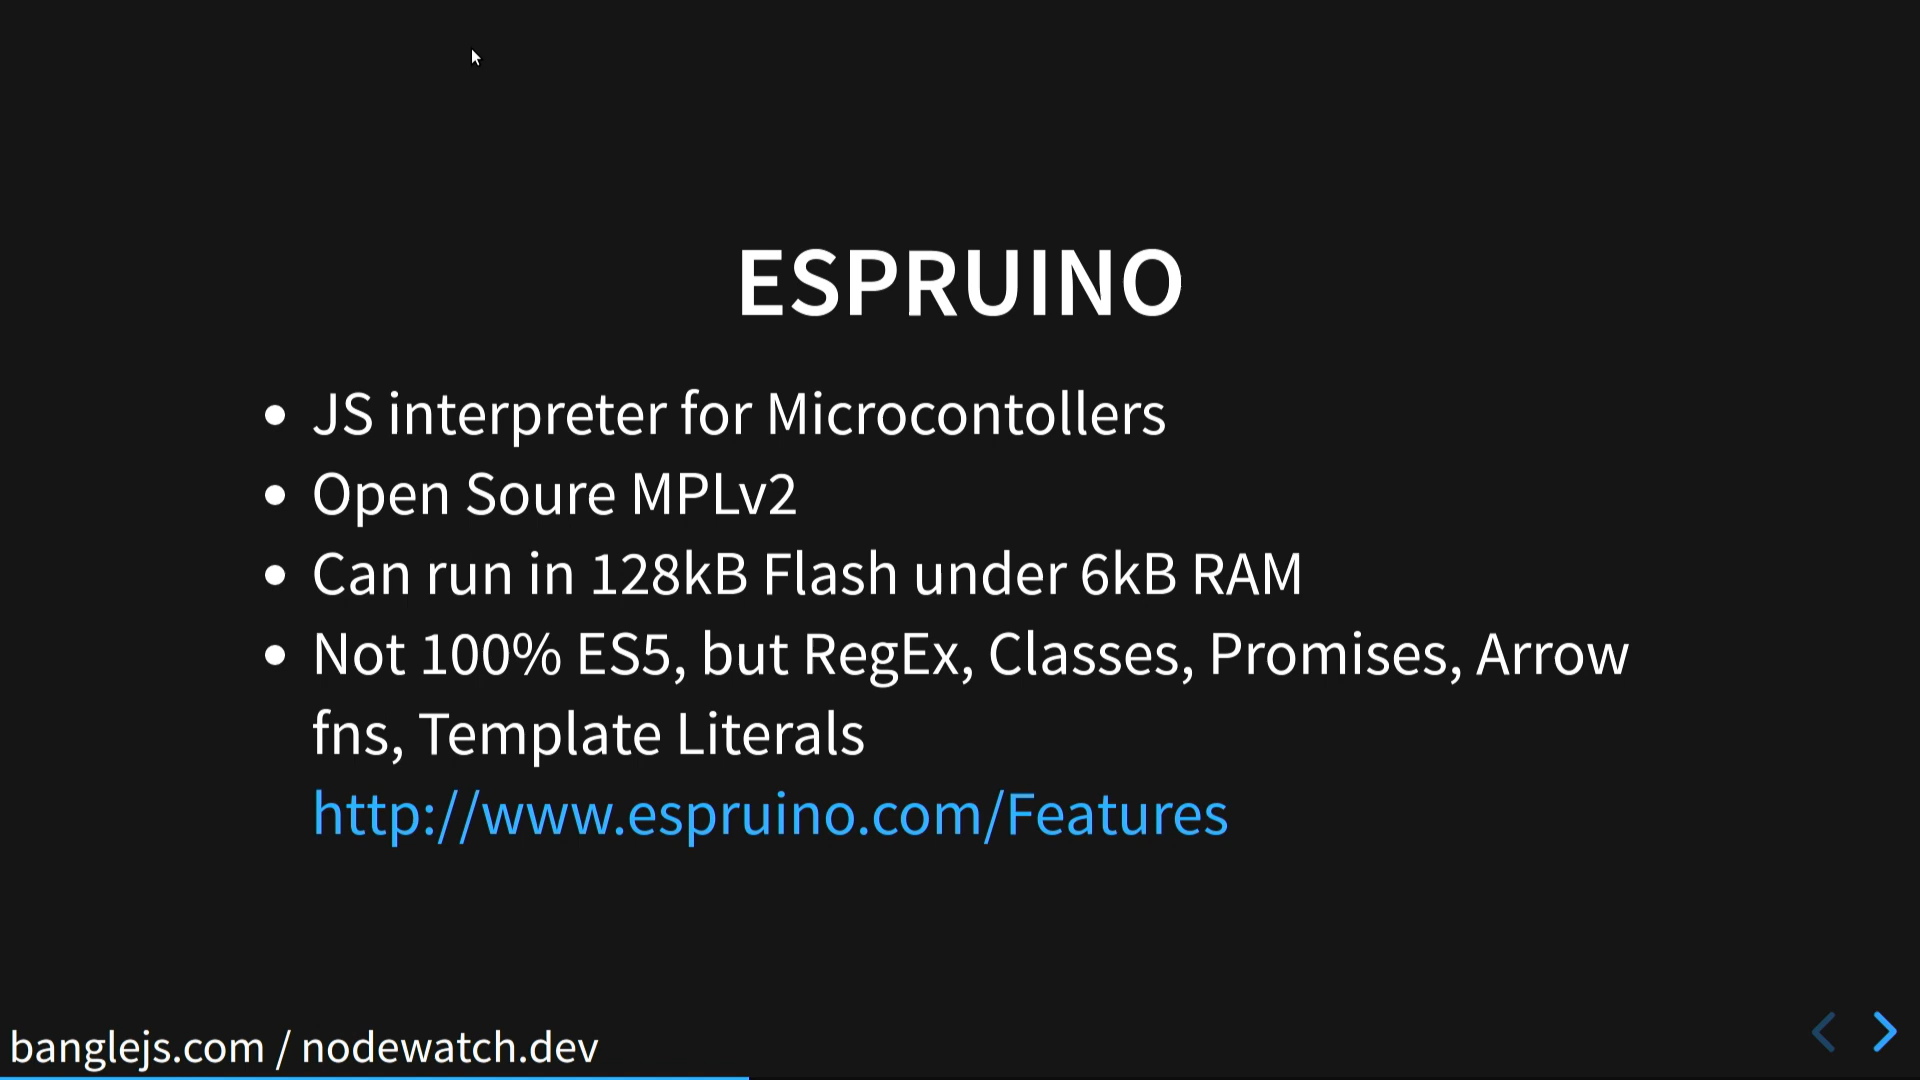 ESPRUINO
JS interpreter for Microcontollers
Open Soure MPLv2
Can run in 128kB Flash under 6kB RAM
Not 100% ES5, but RegEx, Classes, Promises, Arrow
fns, Template Literals
http://www.espruino.com/Features
banglejs.com / nodewatch.dev